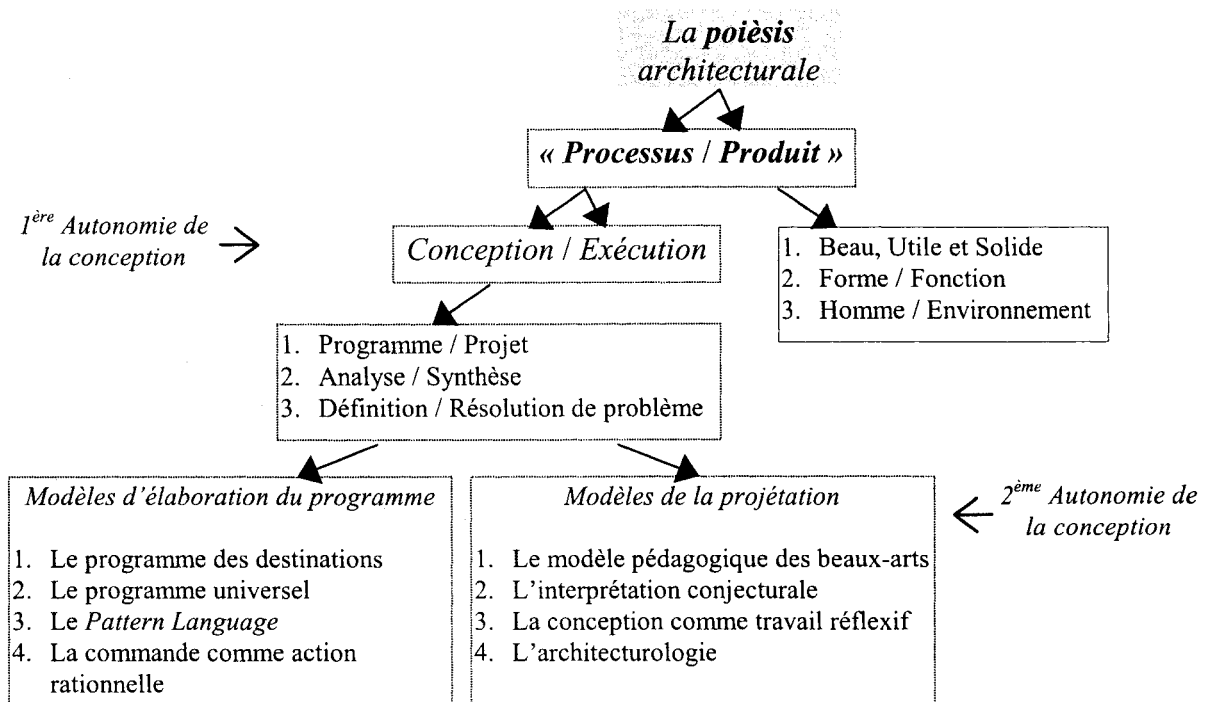 La poièsis
architecturale
« Processus / Produit »
1ère Autonomie de
la conception
Conception / Exécution
1. Beau, Utile et Solide
2. Forme / Fonction
3. Homme / Environnement
1. Programme / Projet
2. Analyse / Synthèse
3. Définition / Résolution de problème
Modèles d'élaboration du programme
1. Le programme des destinations
2. Le programme universel
3. Le Pattern Language
4. La commande comme action
rationnelle
Modèles de la projétation
1. Le modèle pédagogique des beaux-arts
2. L'interprétation conjecturale
3. La conception comme travail réflexif
4. L'architecturologie
2ème Autonomie de
la conception